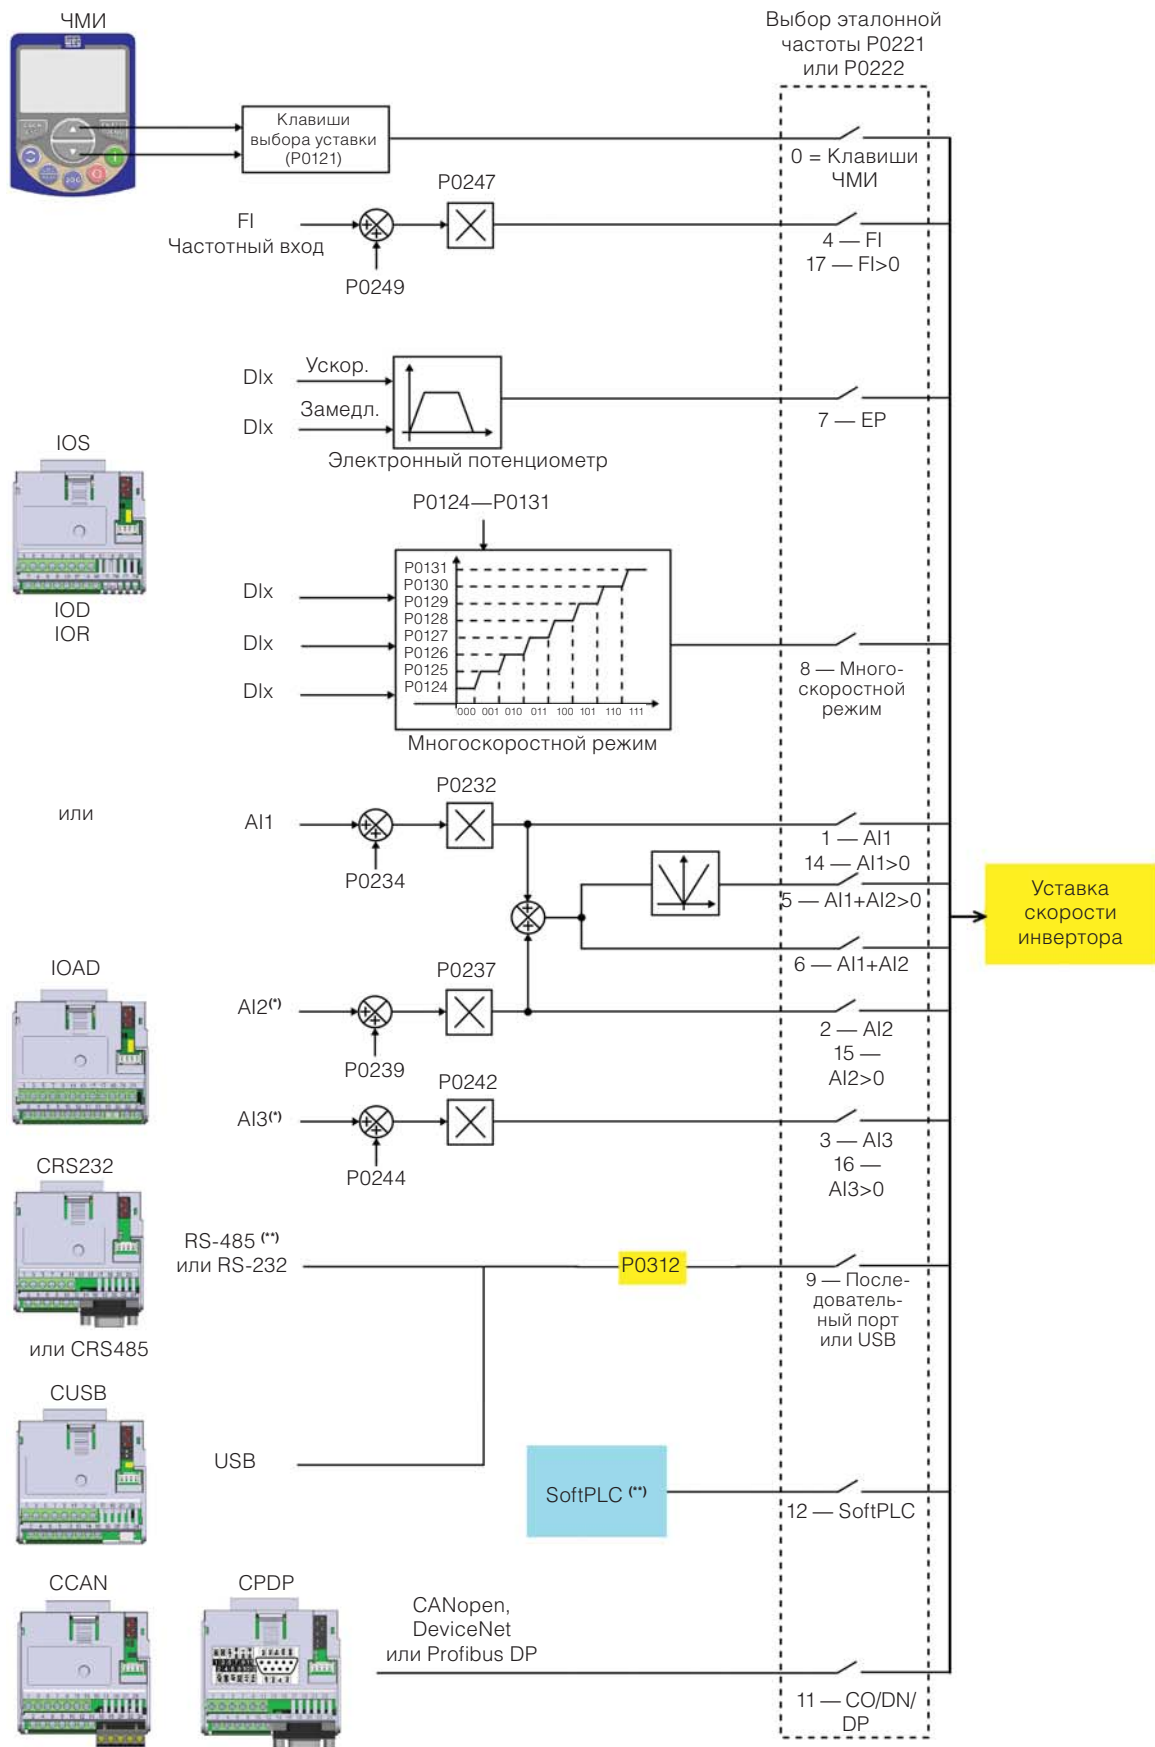 ЧМИ
Выбор эталонной
частоты P0221
или P0222
Клавиши
выбора уставки
(P0121)
0 = Клавиши
ЧМИ
P0247
FI
Частотный вход
P0249
4 — FI
17 — FI>0
DIx
Ускор.
DIx
Замедл.
Электронный потенциометр
7 — EP
IOS
IOD
IOR
P0124—P0131
P0131
P0130
P0129
P0128
P0127
P0126
P0125
P0124
000 001 010 011 100 101 110 111
DIx
DIx
DIx
Многоскоростной режим
8 — Много-
скоростной
режим
или
AI1
P0232
P0234
1 — AI1
14 — AI1>0
5 — AI1+AI2>0
6 — AI1+AI2
Уставка
скорости
инвертора
IOAD
AI2(*)
P0237
P0239
2 — AI2
15 —
AI2>0
AI3(*)
P0242
P0244
3 — AI3
16 —
AI3>0
CRS232
или CRS485
RS-485 (**)
или RS-232
P0312
9 — После-
довательный порт
или USB
CUSB
USB
SoftPLC (**)
12 — SoftPLC
CCAN
CPDP
CANopen,
DeviceNet
или Profibus DP
11 — CO/DN/
DP